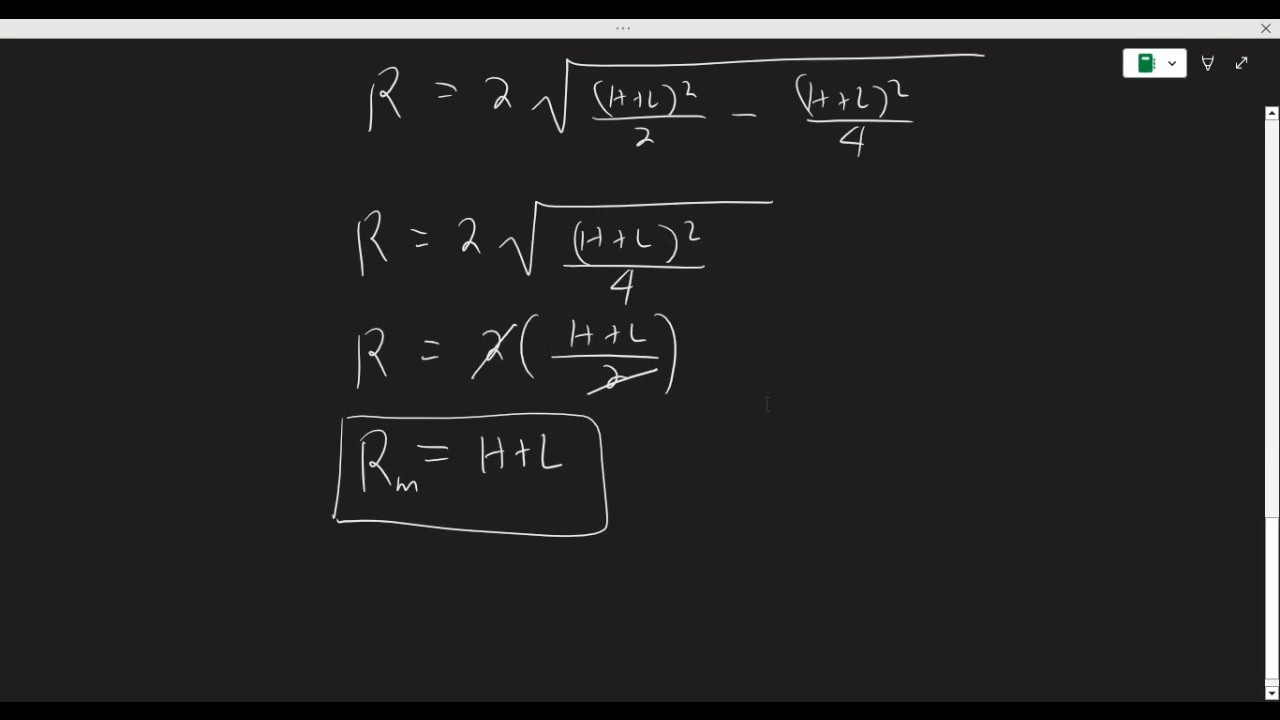 R = 2 √((H+L)²/2 − (H+L)²/4)
R = 2 √((H+L)²/4)
R = 2((H+L)/2)
Rₘ = H+L